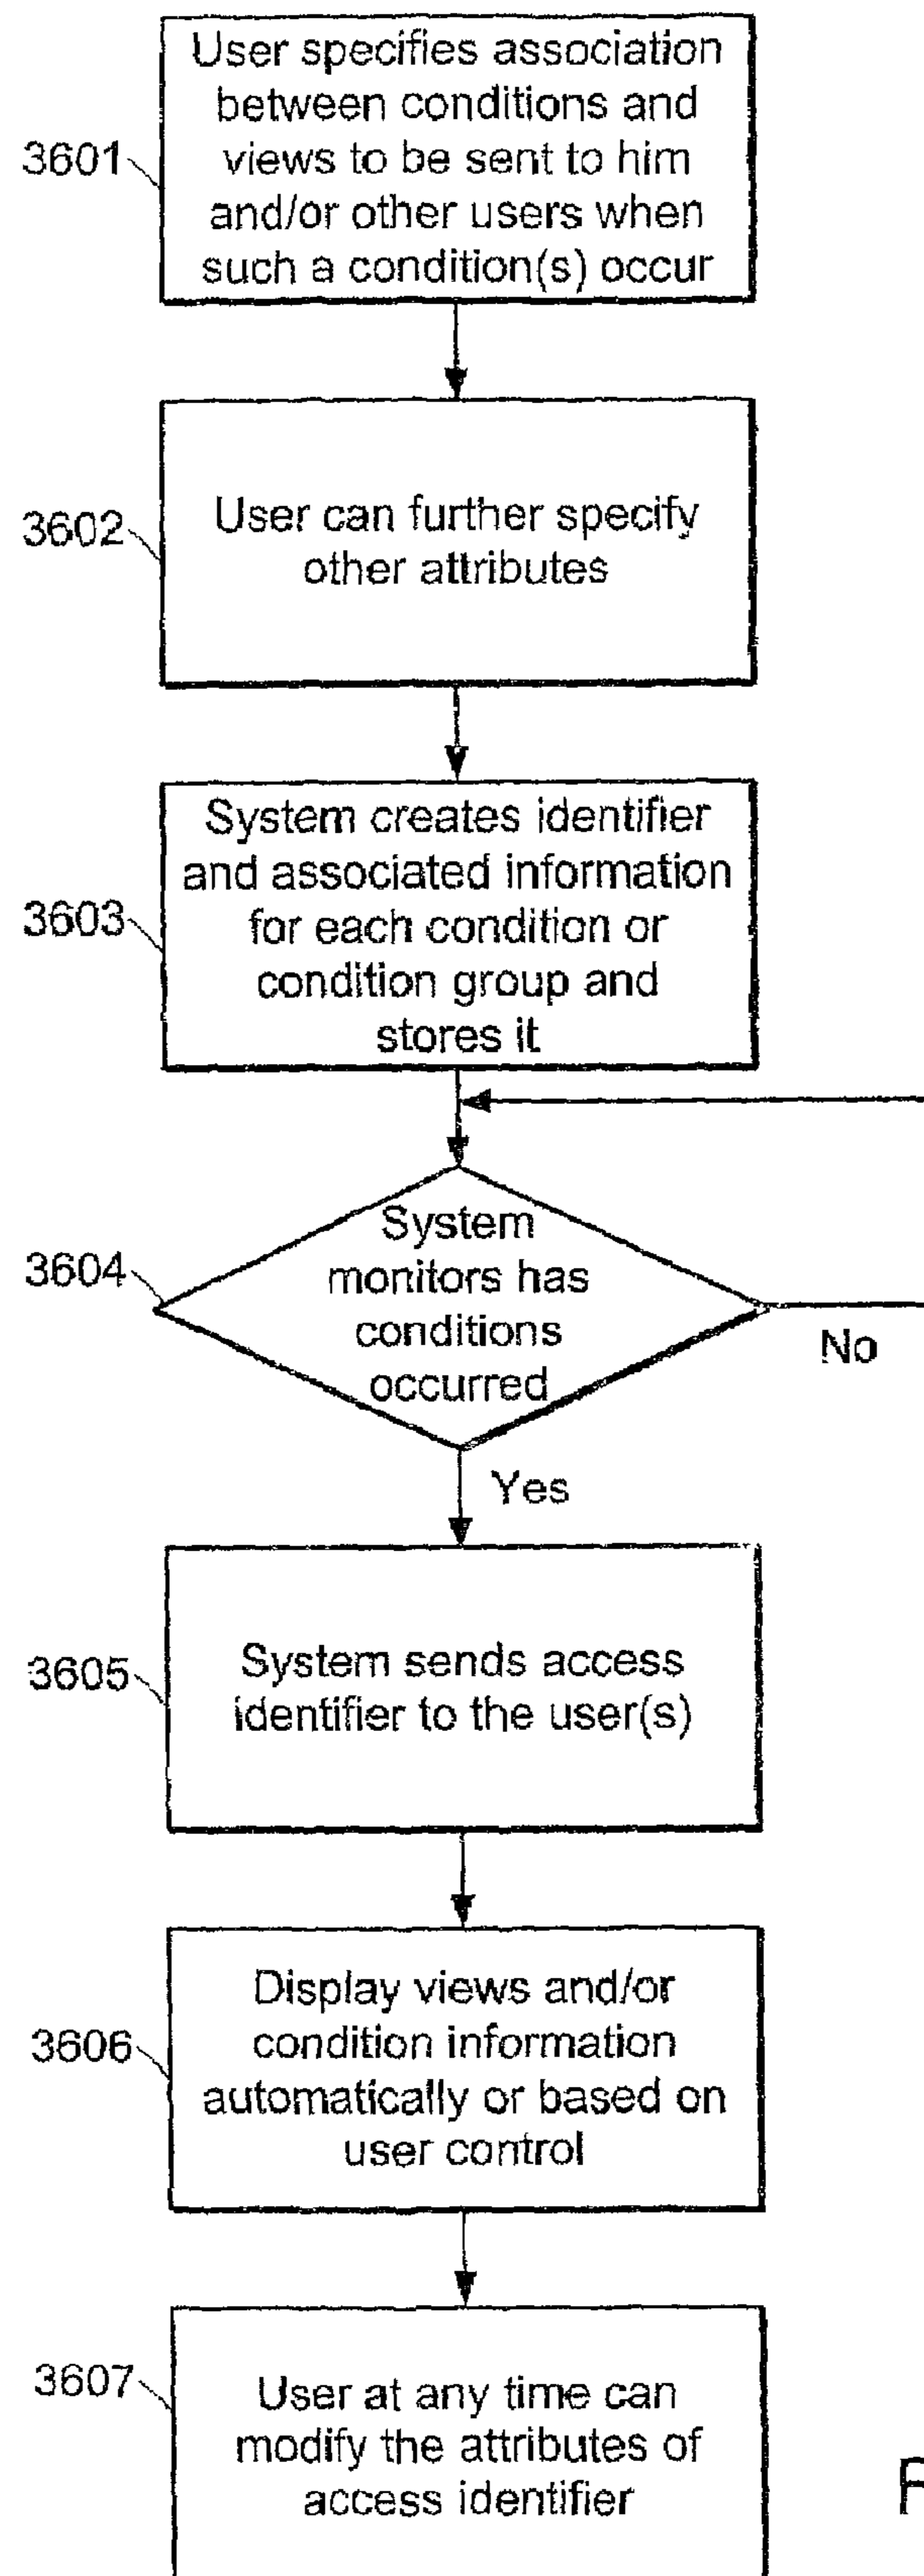 User specifies association
between conditions and
3601
views to be sent to him
and/or other users when
such a condition(s) occur
3602
User can further specify
other attributes
System creates identifier
and associated information
3603
for each condition or
condition group and
stores it
System
3604
monitors has
conditions
occurred
No
Yes
3605
System sends access
identifier to the user(s)
Display views and/or
3606
condition information
automatically or based on
user control
3607
User at any time can
modify the attributes of
access identifier